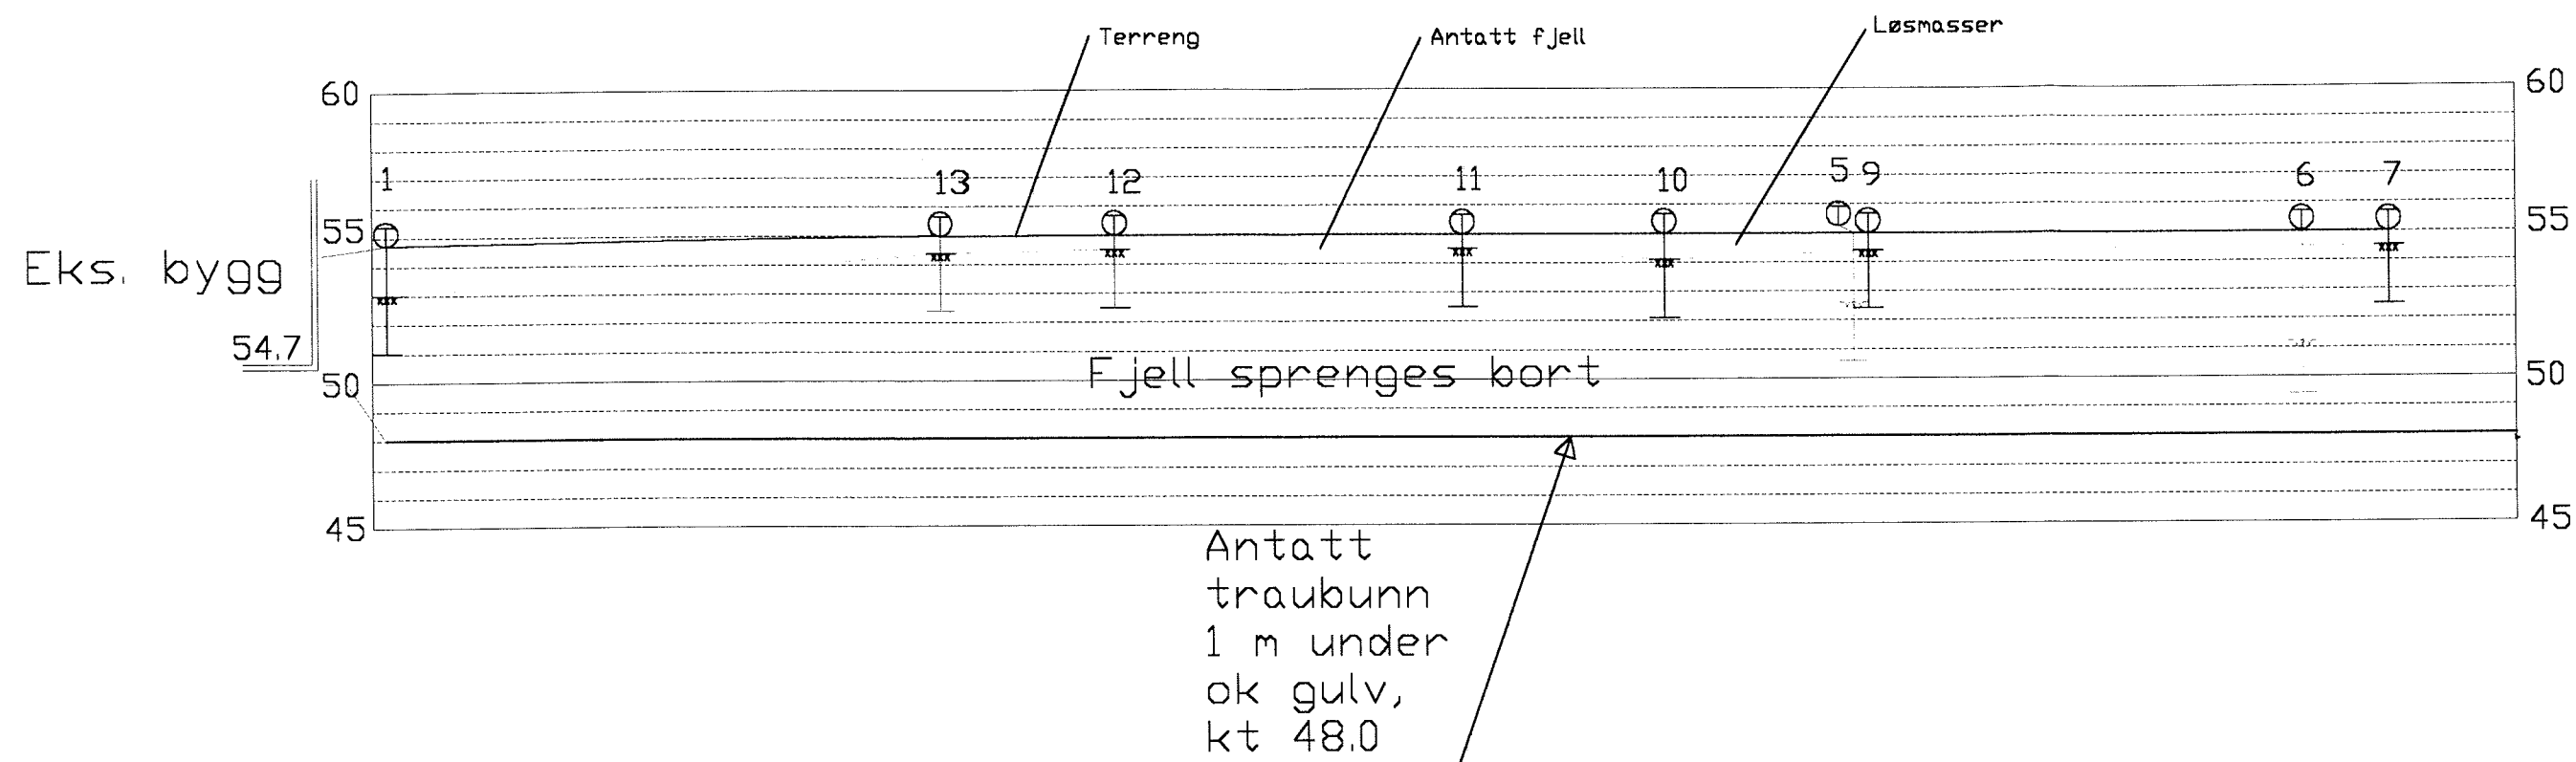 Terreng
Antatt fjell
Løsmasser
60
60
1
13
12
11
10
5
9
6
7
55
55
Eks. bygg
54.7
50
Fjell sprenges bort
50
45
45
Antatt
traubunn
1 m under
ok gulv,
kt 48.0